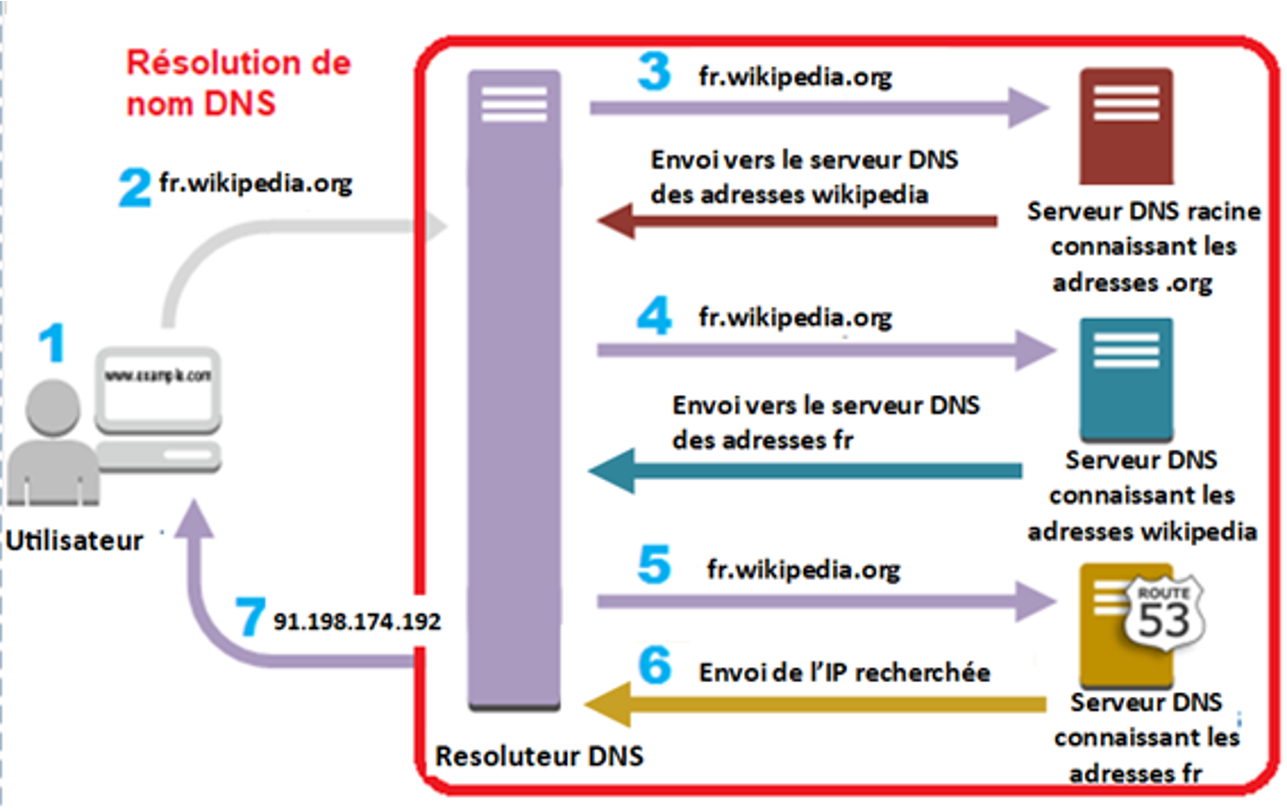 Résolution de
nom DNS
1
www.example.com
Utilisateur
2 fr.wikipedia.org
3 fr.wikipedia.org
Envoi vers le serveur DNS
des adresses wikipedia
Serveur DNS racine
connaissant les
adresses .org
4 fr.wikipedia.org
Envoi vers le serveur DNS
des adresses fr
Serveur DNS
connaissant les
adresses wikipedia
5 fr.wikipedia.org
ROUTE
53
6 Envoi de l'IP recherchée
Serveur DNS
connaissant les
adresses fr
7 91.198.174.192
Resoluteur DNS